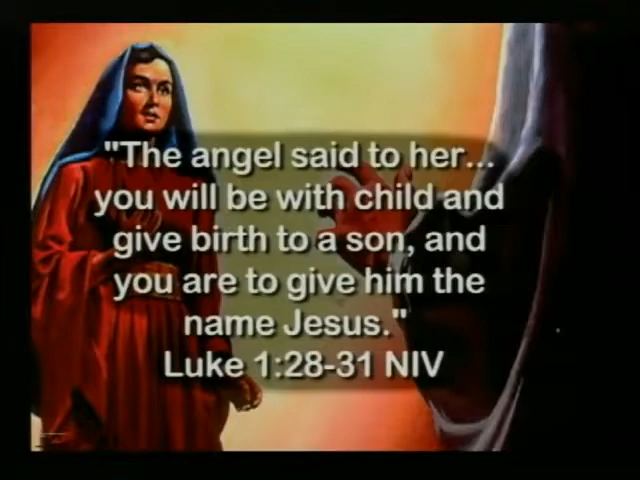 "The angel said to her...
you will be with child and
give birth to a son, and
you are to give him the
name Jesus."
Luke 1:28-31 NIV